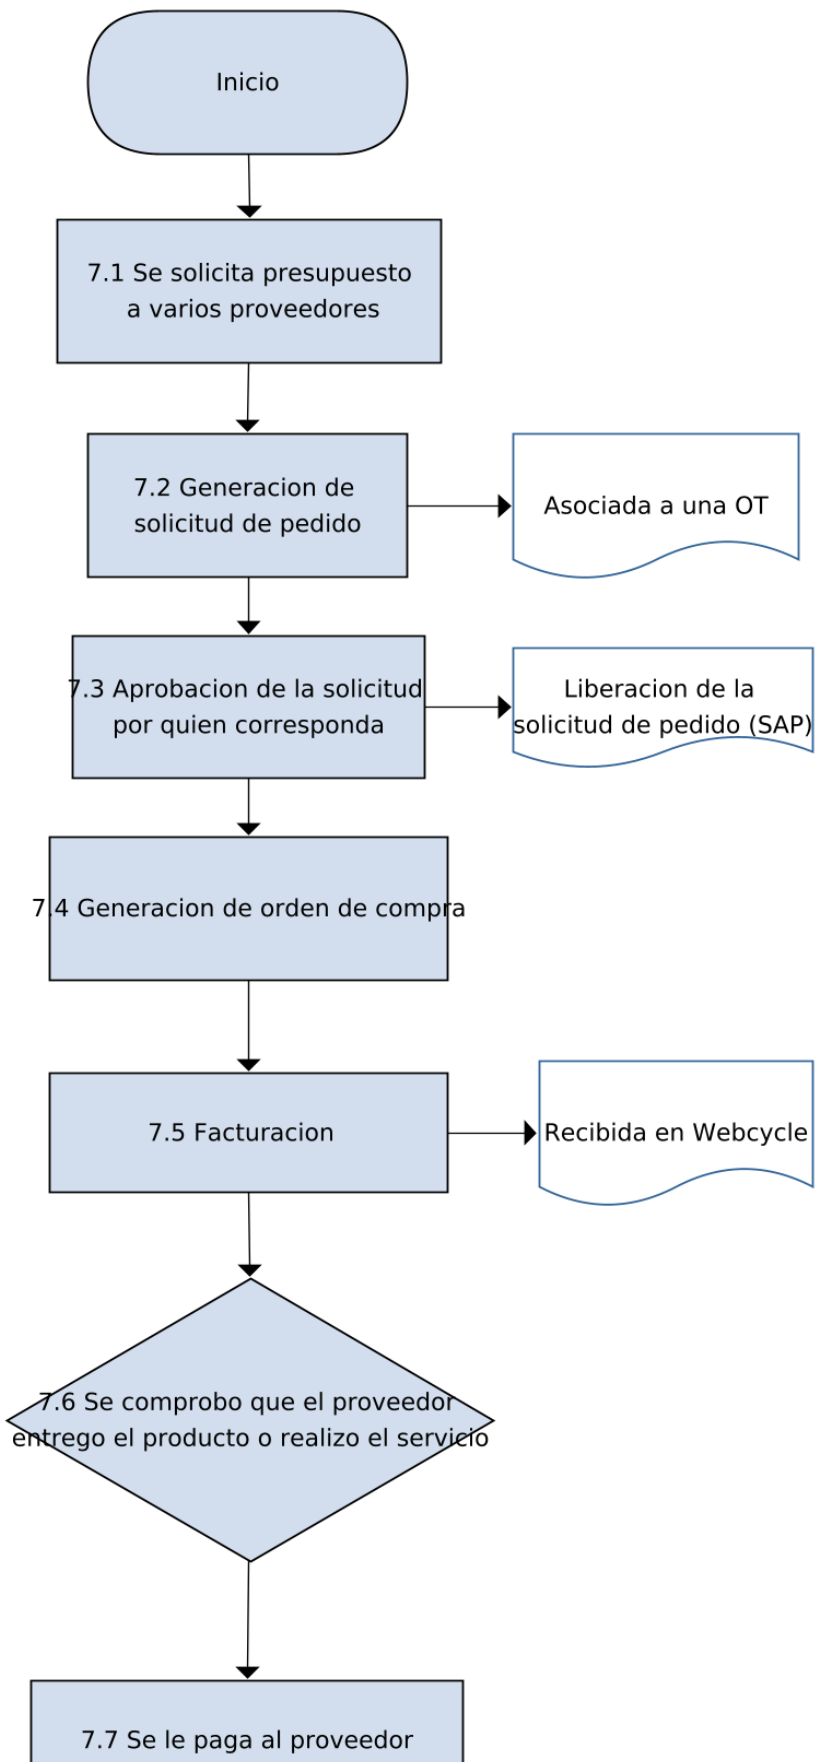 Inicio
7.1 Se solicita presupuesto
a varios proveedores
7.2 Generacion de
solicitud de pedido
Asociada a una OT
7.3 Aprobacion de la solicitud
por quien corresponda
Liberacion de la
solicitud de pedido (SAP)
7.4 Generacion de orden de compra
7.5 Facturacion
Recibida en Webcycle
7.6 Se comprobo que el proveedor
entrego el producto o realizo el servicio
7.7 Se le paga al proveedor